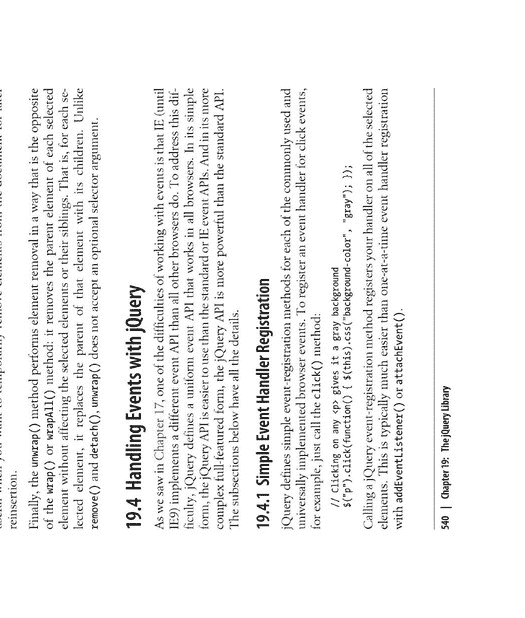 reinsertion.
Finally, the unwrap() method performs element removal in a way that is the opposite
of the wrap() or wrapAll() method: it removes the parent element of each selected
element without affecting the selected elements or their siblings. That is, for each se-
lected element, it replaces the parent of that element with its children. Unlike
remove() and detach(), unwrap() does not accept an optional selector argument.
19.4 Handling Events with jQuery
As we saw in Chapter 17, one of the difficulties of working with events is that IE (until
IE9) implements a different event API than all other browsers do. To address this dif-
ficulty, jQuery defines a uniform event API that works in all browsers. In its simple
form, the jQuery API is easier to use than the standard or IE event APIs. And in its more
complex full-featured form, the jQuery API is more powerful than the standard API.
The subsections below have all the details.
19.4.1 Simple Event Handler Registration
jQuery defines simple event-registration methods for each of the commonly used and
universally implemented browser events. To register an event handler for click events,
for example, just call the click() method:
// Clicking on any <p> gives it a gray background
$("p").click(function() { $(this).css("background-color", "gray"); });
Calling a jQuery event-registration method registers your handler on all of the selected
elements. This is typically much easier than one-at-a-time event handler registration
with addEventListener() or attachEvent().
540 | Chapter 19: The jQuery Library